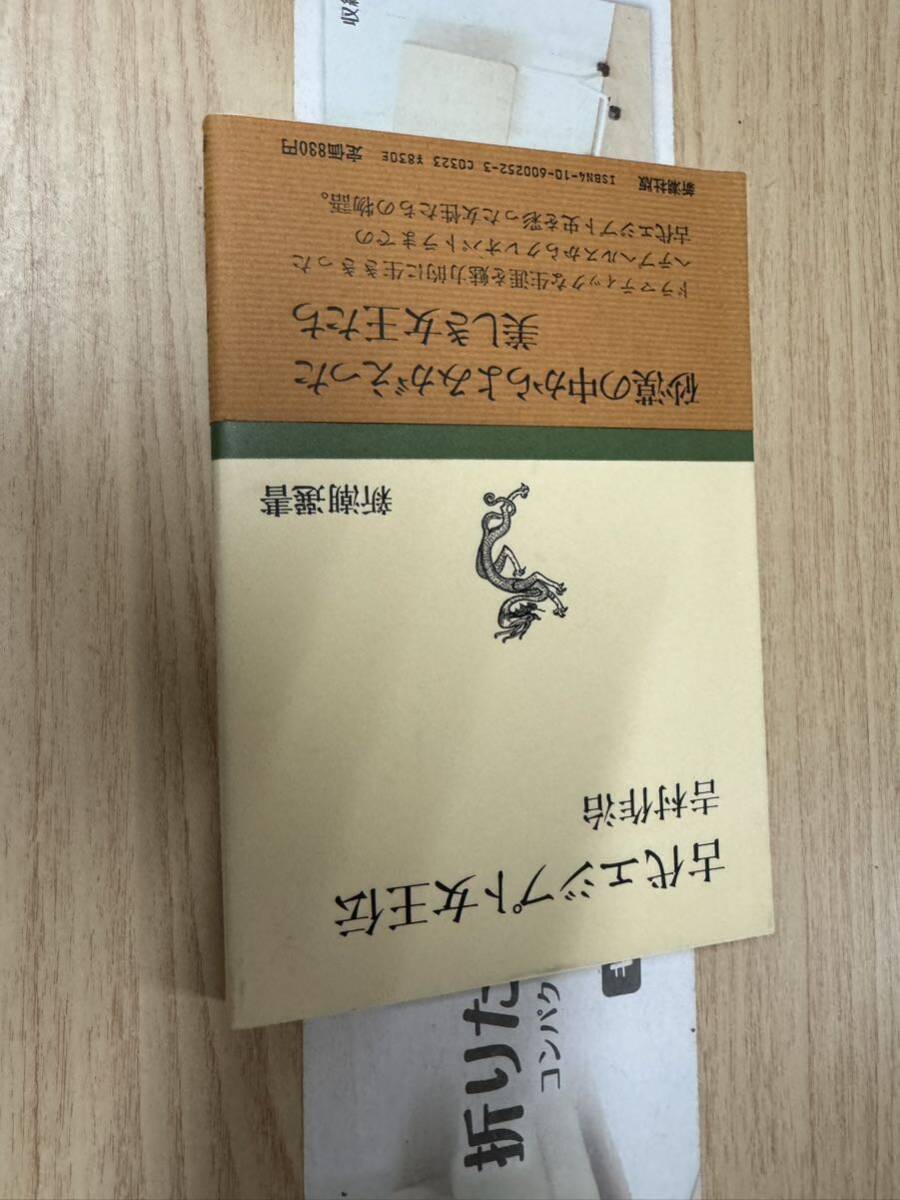 古代エジプト女王伝
吉村作治
新潮選書
砂漠の中からよみがえった
美しき女王たち
ドラマティックな生涯を魅力的に生ききった
ヘテプヘルスからクレオパトラまでの
古代エジプト史を彩った女性たちの物語。
新潮社版 ISBN4-10-600252-3 C0323 ¥830E 定価830円
折りた
コンパク
収